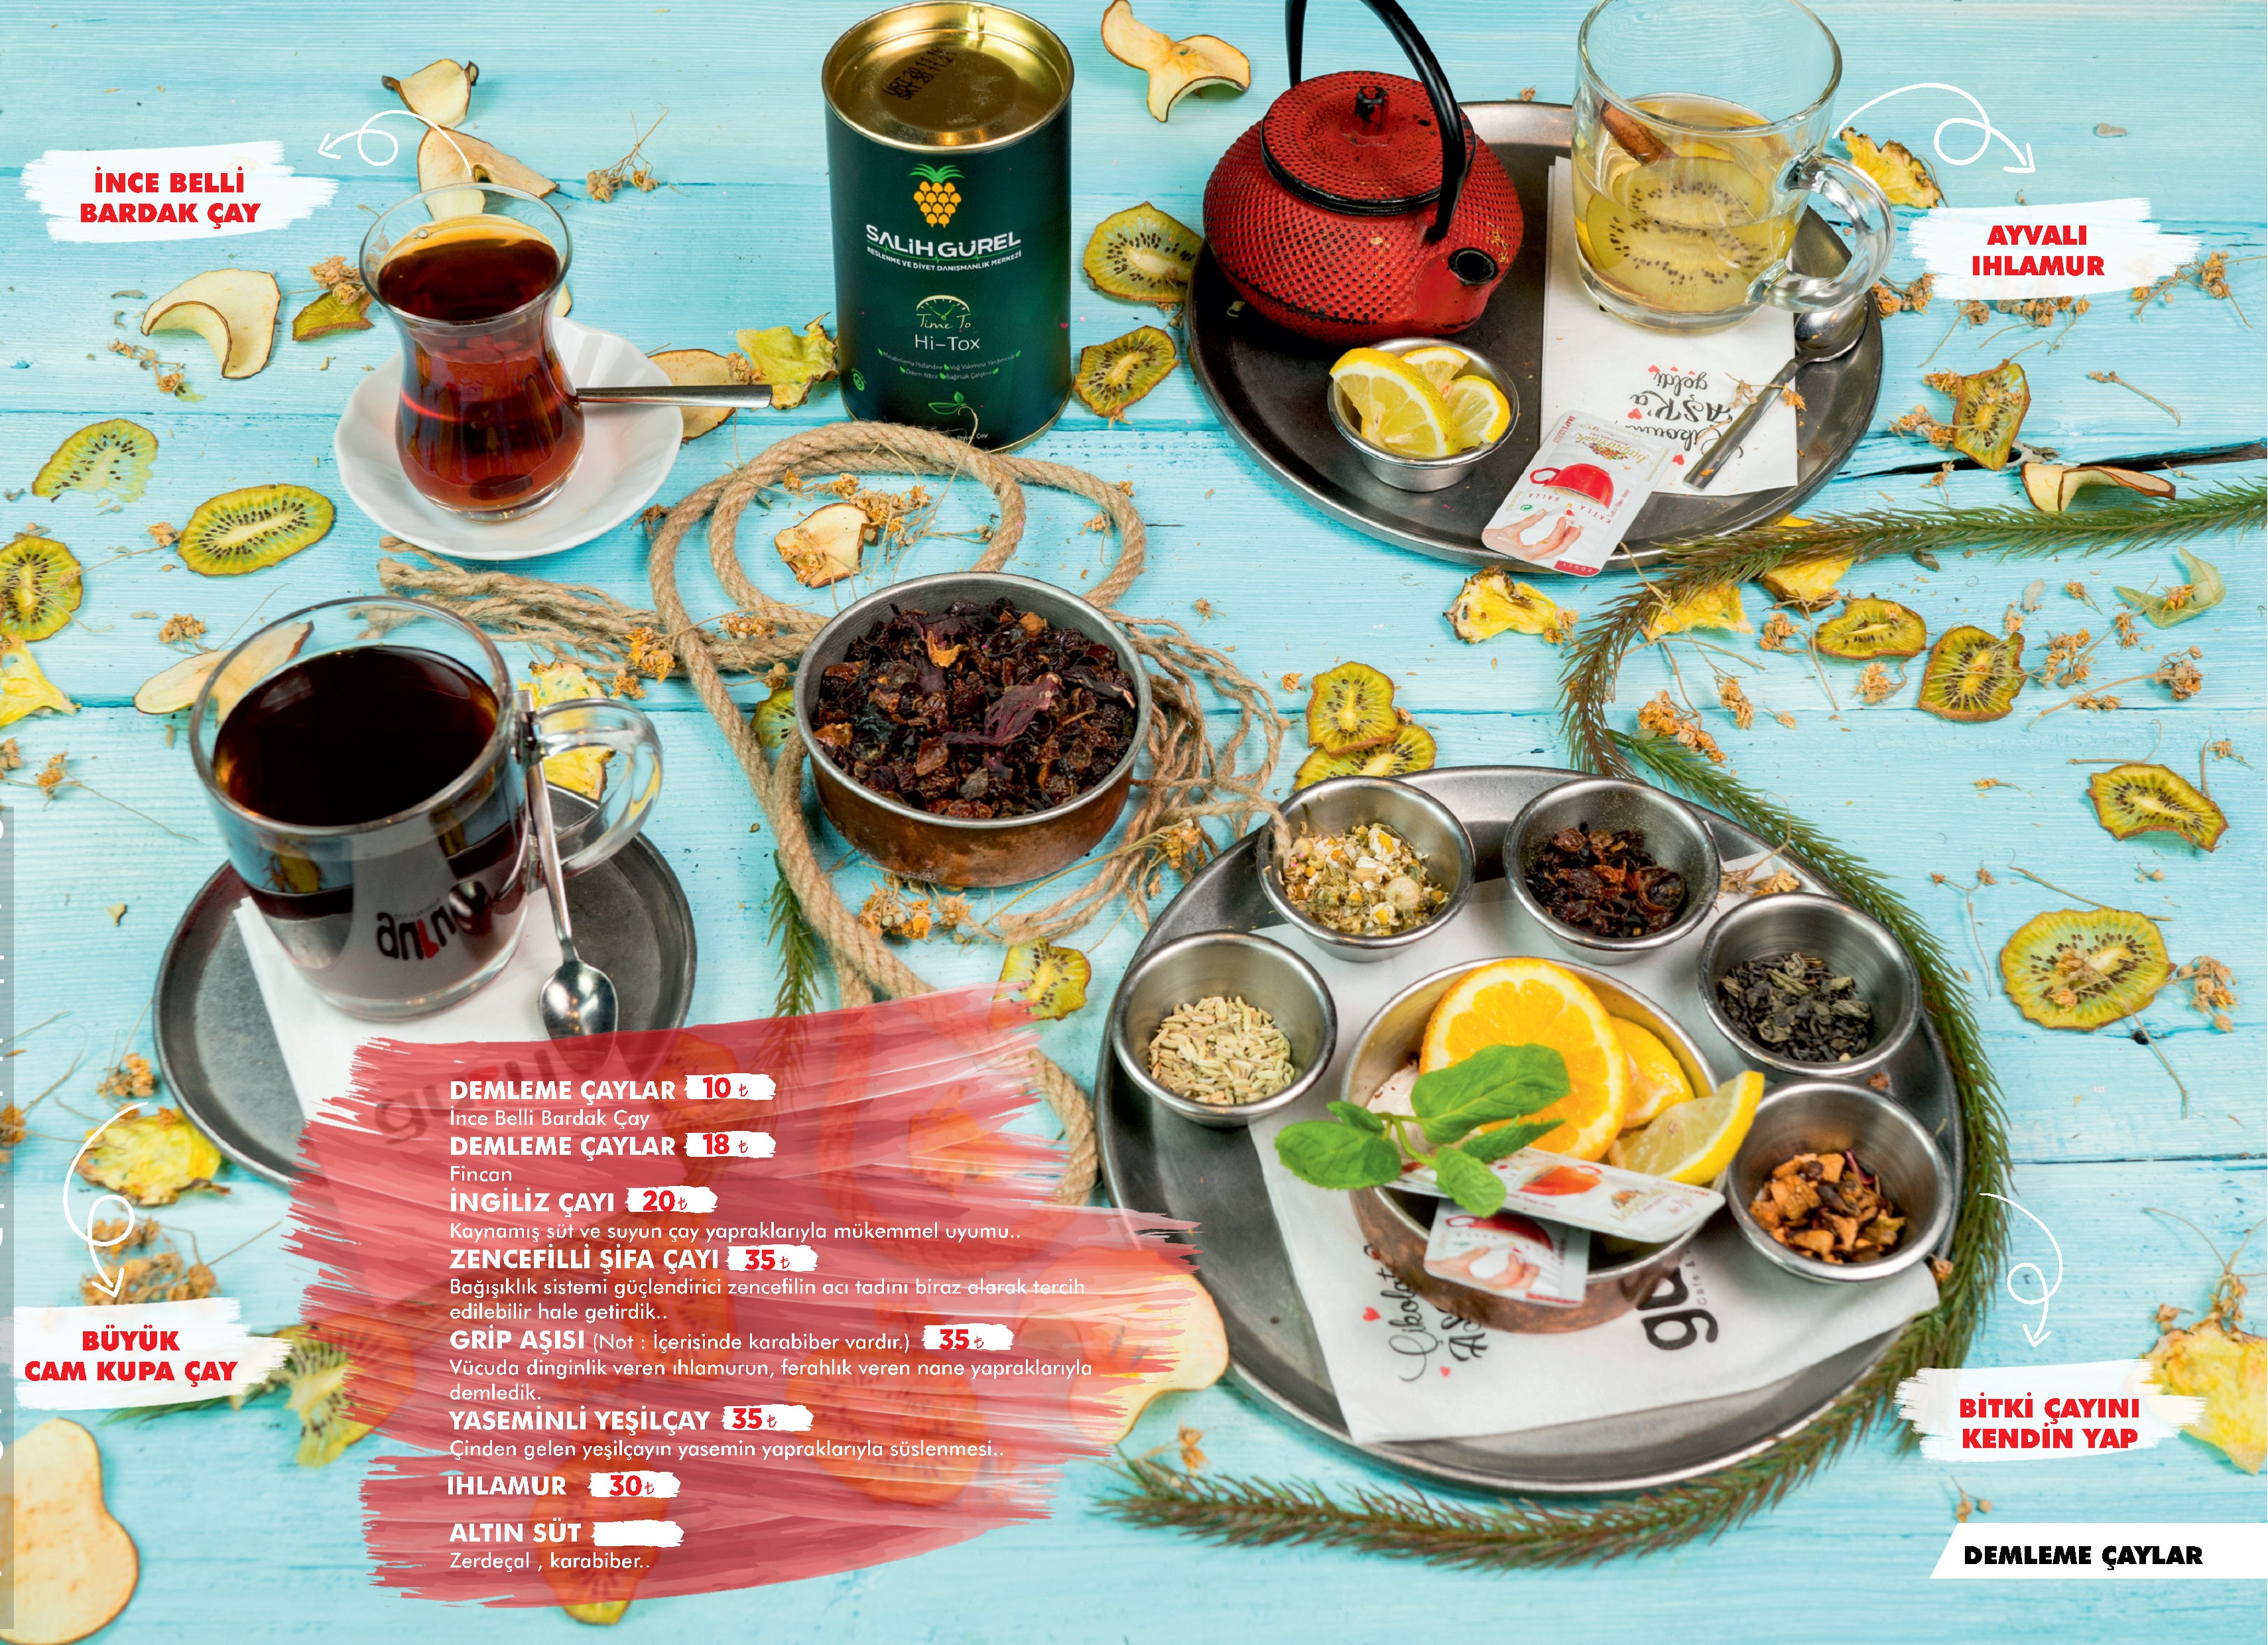 İNCE BELLİ
BARDAK ÇAY
SALİH GÜREL
BESLENME VE DİYET DANIŞMANLIK MERKEZİ
Time To
Hi-Tox
AYVALI
IHLAMUR
AŞKa
geldi
DEMLEME ÇAYLAR 10 ₺
İnce Belli Bardak Çay
DEMLEME ÇAYLAR 18 ₺
Fincan
İNGİLİZ ÇAYI 20₺
Kaynamış süt ve suyun çay yapraklarıyla mükemmel uyumu..
ZENCEFİLLİ ŞİFA ÇAYI 35₺
Bağışıklık sistemi güçlendirici zencefilin acı tadını biraz alarak tercih
edilebilir hale getirdik..
GRİP AŞISI (Not : İçerisinde karabiber vardır.) 35₺
Vücuda dinginlik veren ıhlamurun, ferahlık veren nane yapraklarıyla
demledik.
YASEMİNLİ YEŞİLÇAY 35₺
Çinden gelen yeşilçayın yasemin yapraklarıyla süslenmesi..
IHLAMUR 30₺
ALTIN SÜT
Zerdeçal , karabiber..
BÜYÜK
CAM KUPA ÇAY
BİTKİ ÇAYINI
KENDİN YAP
DEMLEME ÇAYLAR